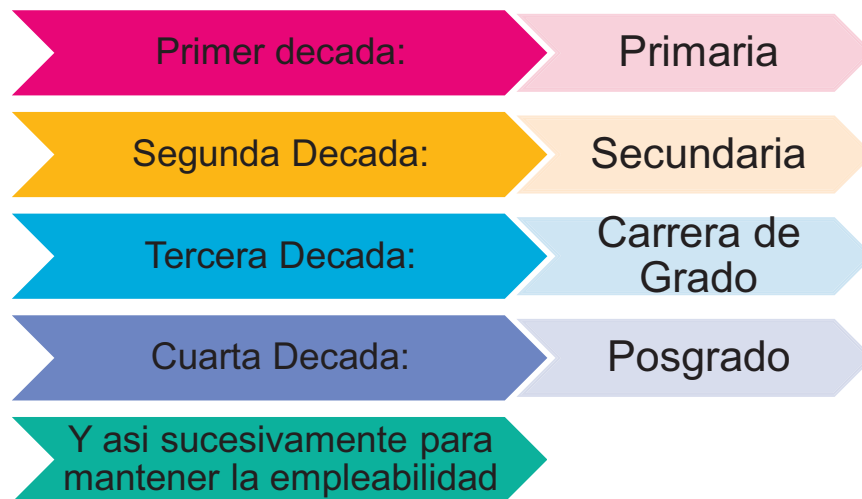 Primer decada:
Primaria
Segunda Decada:
Secundaria
Tercera Decada:
Carrera de
Grado
Cuarta Decada:
Posgrado
Y asi sucesivamente para
mantener la empleabilidad